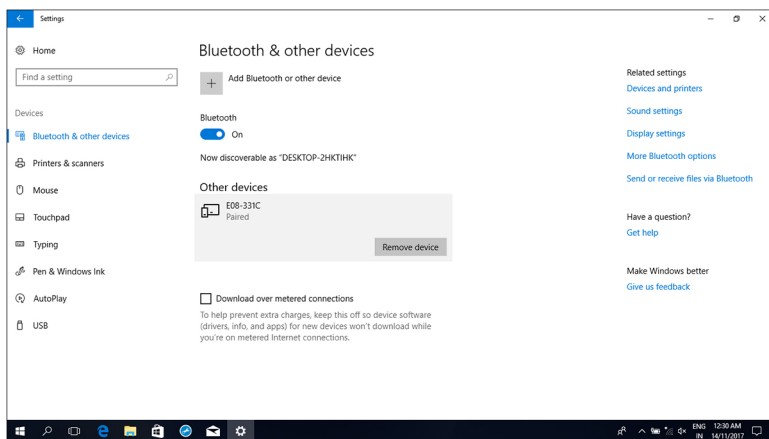 Settings
Home
Find a setting
Devices
Bluetooth & other devices
Printers & scanners
Mouse
Touchpad
Typing
Pen & Windows Ink
AutoPlay
USB
Bluetooth & other devices
Add Bluetooth or other device
Bluetooth
On
Now discoverable as "DESKTOP-2HKTIHK"
Other devices
E08-331C
Paired
Remove device
Download over metered connections
To help prevent extra charges, keep this off so device software
(drivers, info, and apps) for new devices won't download while
you're on metered Internet connections.
Related settings
Devices and printers
Sound settings
Display settings
More Bluetooth options
Send or receive files via Bluetooth
Have a question?
Get help
Make Windows better
Give us feedback
ENG 12:30 AM
IN 14/11/2017